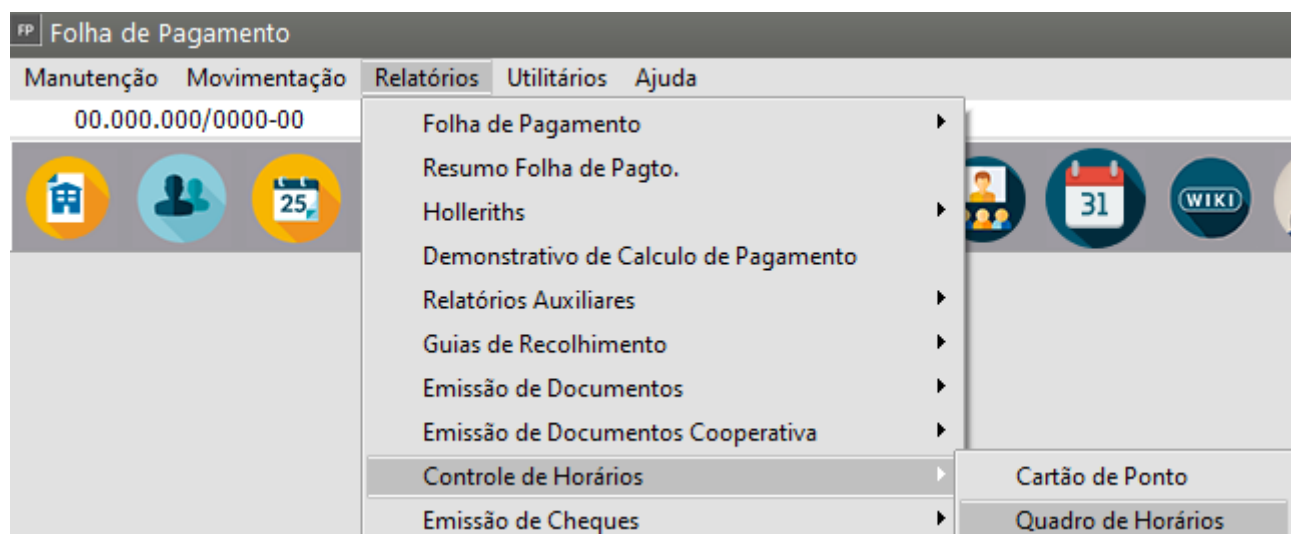 FP Folha de Pagamento
Manutenção Movimentação Relatórios Utilitários Ajuda
00.000.000/0000-00
Folha de Pagamento
Resumo Folha de Pagto.
Holleriths
Demonstrativo de Calculo de Pagamento
Relatórios Auxiliares
Guias de Recolhimento
Emissão de Documentos
Emissão de Documentos Cooperativa
Controle de Horários
Emissão de Cheques
25
31
WIKI
Cartão de Ponto
Quadro de Horários